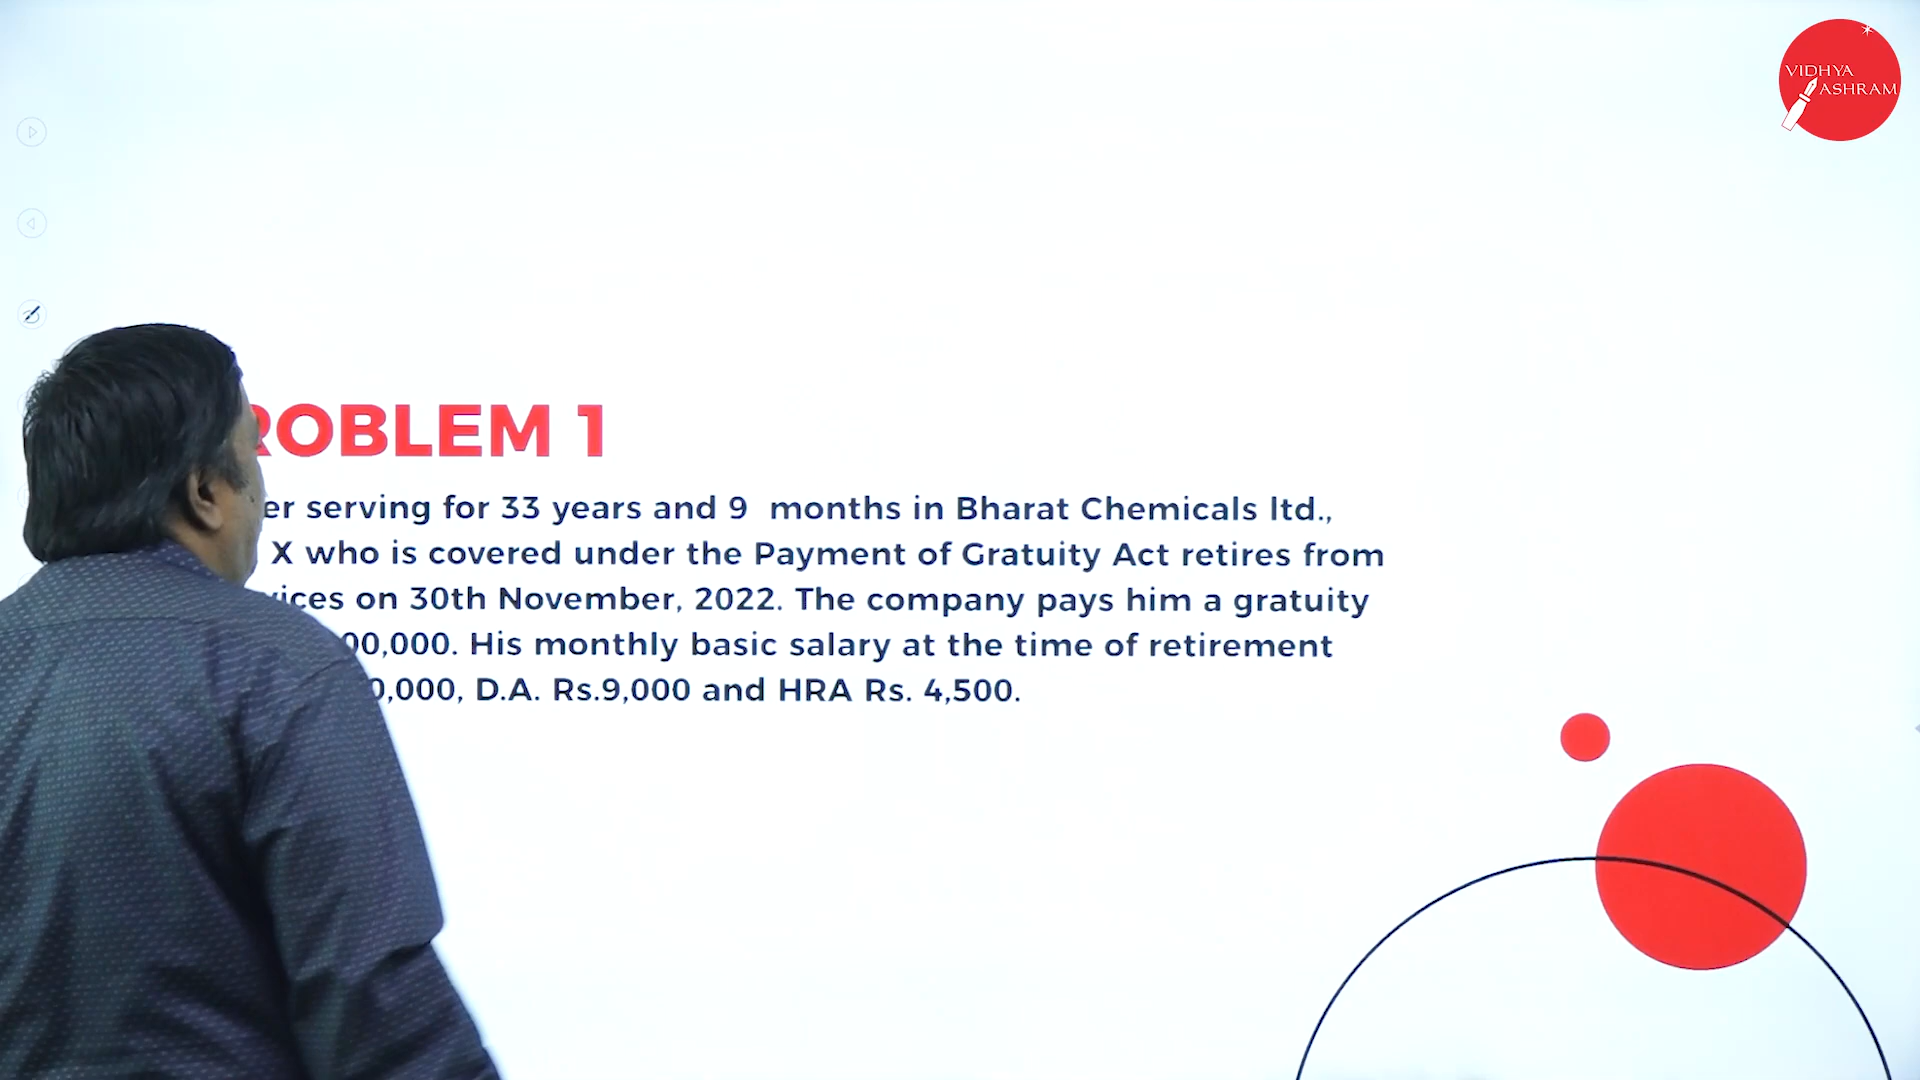 VIDHYA
ASHRAM
ROBLEM 1
er serving for 33 years and 9 months in Bharat Chemicals ltd.,
X who is covered under the Payment of Gratuity Act retires from
vices on 30th November, 2022. The company pays him a gratuity
00,000. His monthly basic salary at the time of retirement
0,000, D.A. Rs.9,000 and HRA Rs. 4,500.